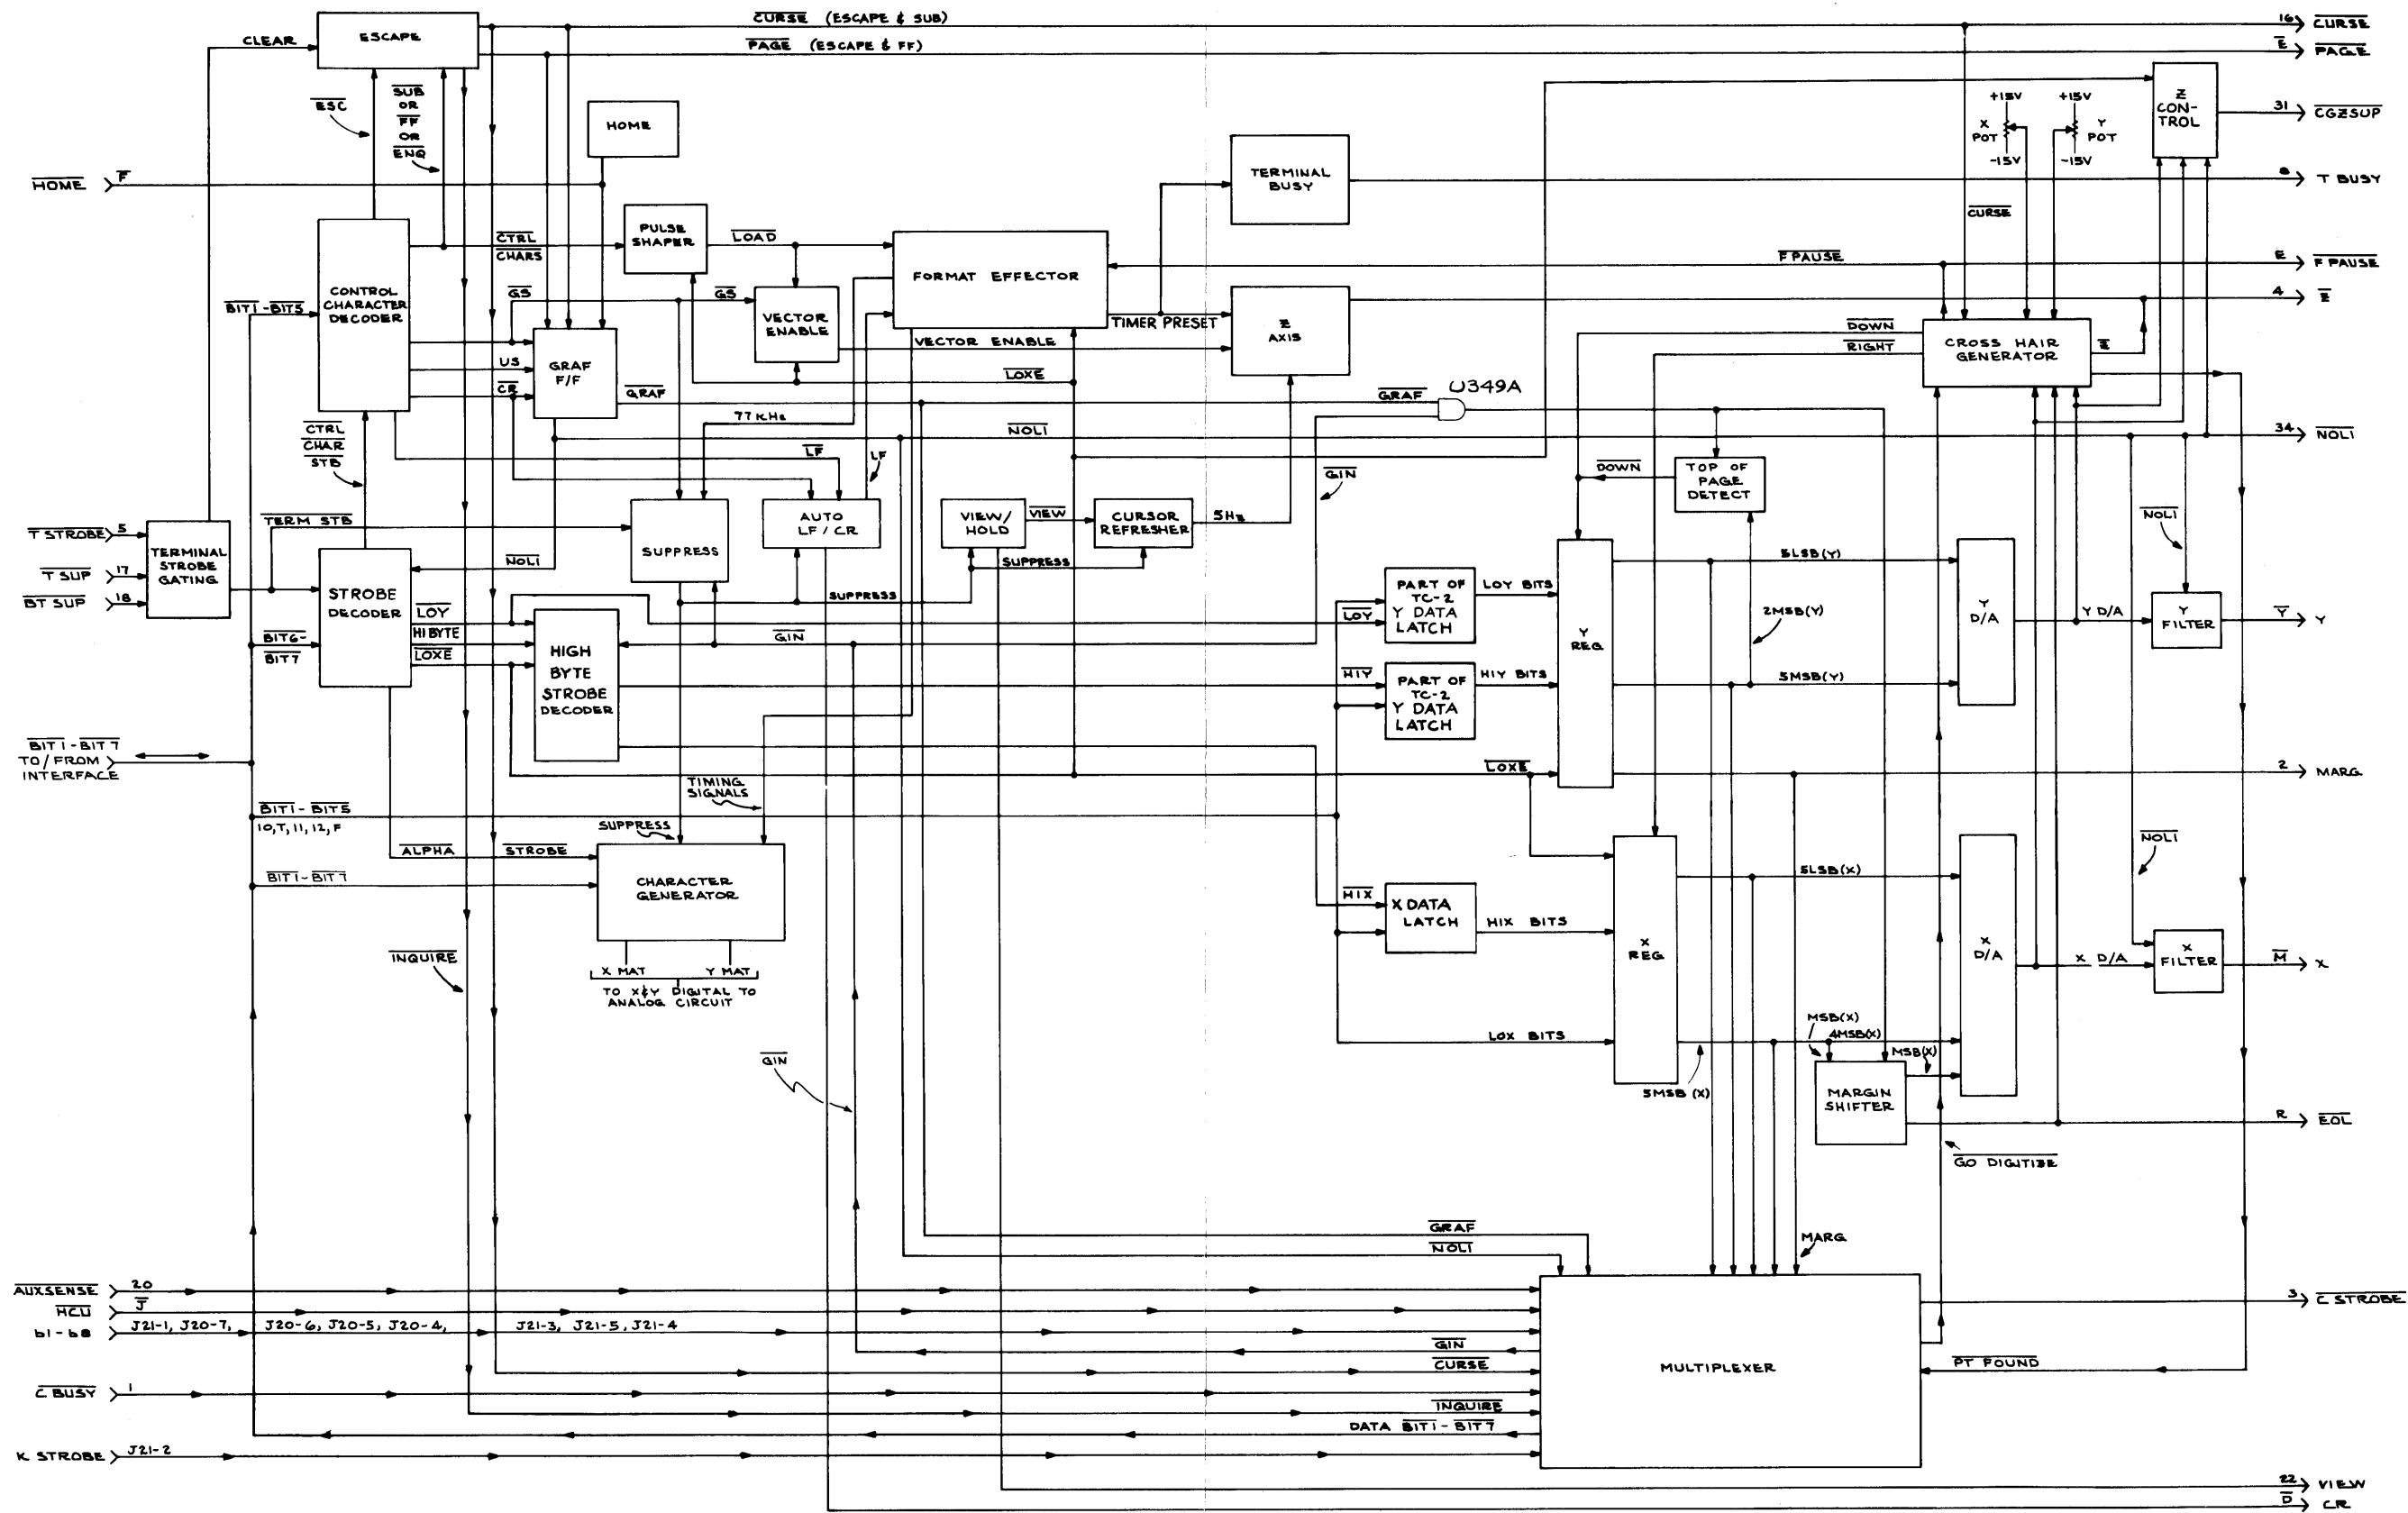 CURSE (ESCAPE & SUB)
16
CURSE
CLEAR
ESCAPE
PAGE (ESCAPE & FF)
E
PAGE
ESC
SUB
OR
FF
OR
ENQ
HOME
+15V
X
POT
-15V
+15V
Y
POT
-15V
Z
CON-
TROL
31
CGZSUP
HOME
F
TERMINAL
BUSY
8
T BUSY
CURSE
PULSE
SHAPER
CTRL
CHARS
LOAD
FORMAT EFFECTOR
F PAUSE
E
F PAUSE
BIT1-BIT5
CONTROL
CHARACTER
DECODER
GS
GS
VECTOR
ENABLE
TIMER PRESET
Z
AXIS
4
Z
DOWN
RIGHT
CROSS HAIR
GENERATOR
Z
VECTOR ENABLE
US
CR
GRAF
F/F
GRAF
LOXE
GRAF
U349A
77KHz
NOLI
34
NOLI
CTRL
CHAR
STB
LF
LF
GIN
DOWN
TOP OF
PAGE
DETECT
T STROBE
5
T SUP
17
BT SUP
18
TERMINAL
STROBE
GATING
TERM STB
SUPPRESS
AUTO
LF/CR
VIEW/
HOLD
VIEW
CURSOR
REFRESHER
5Hz
NOLI
NOLI
STROBE
DECODER
SUPPRESS
SUPPRESS
LOY
HIBYTE
LOXE
BIT6-
BIT7
HIGH
BYTE
STROBE
DECODER
GIN
LOY
PART OF
TC-2
Y DATA
LATCH
LOY BITS
Y
REG
5LSB(Y)
2MSB(Y)
Y
D/A
Y D/A
Y
FILTER
Y
Y
HIY
PART OF
TC-2
Y DATA
LATCH
HIY BITS
5MSB(Y)
BIT1-BIT7
TO/FROM
INTERFACE
TIMING
SIGNALS
LOXE
2
MARG
BIT1-BIT5
10,T,11,12,F
SUPPRESS
ALPHA STROBE
BIT1-BIT7
CHARACTER
GENERATOR
X MAT
Y MAT
TO X&Y DIGITAL TO
ANALOG CIRCUIT
INQUIRE
NOLI
HIX
X DATA
LATCH
HIX BITS
X
REG
5LSB(X)
X
D/A
X D/A
X
FILTER
M
X
GIN
LOX BITS
5MSB(X)
MSB(X)
4MSB(X)
MSB(X)
MARGIN
SHIFTER
R
EOL
GO DIGITIZE
GRAF
NOLI
MARG
AUXSENSE
20
HCU
J
b1-b8
J21-1, J20-7, J20-6, J20-5, J20-4, J21-3, J21-5, J21-4
3
C STROBE
GIN
CURSE
MULTIPLEXER
PT FOUND
C BUSY
1
INQUIRE
DATA BIT1-BIT7
K STROBE
J21-2
22
VIEW
D
CR